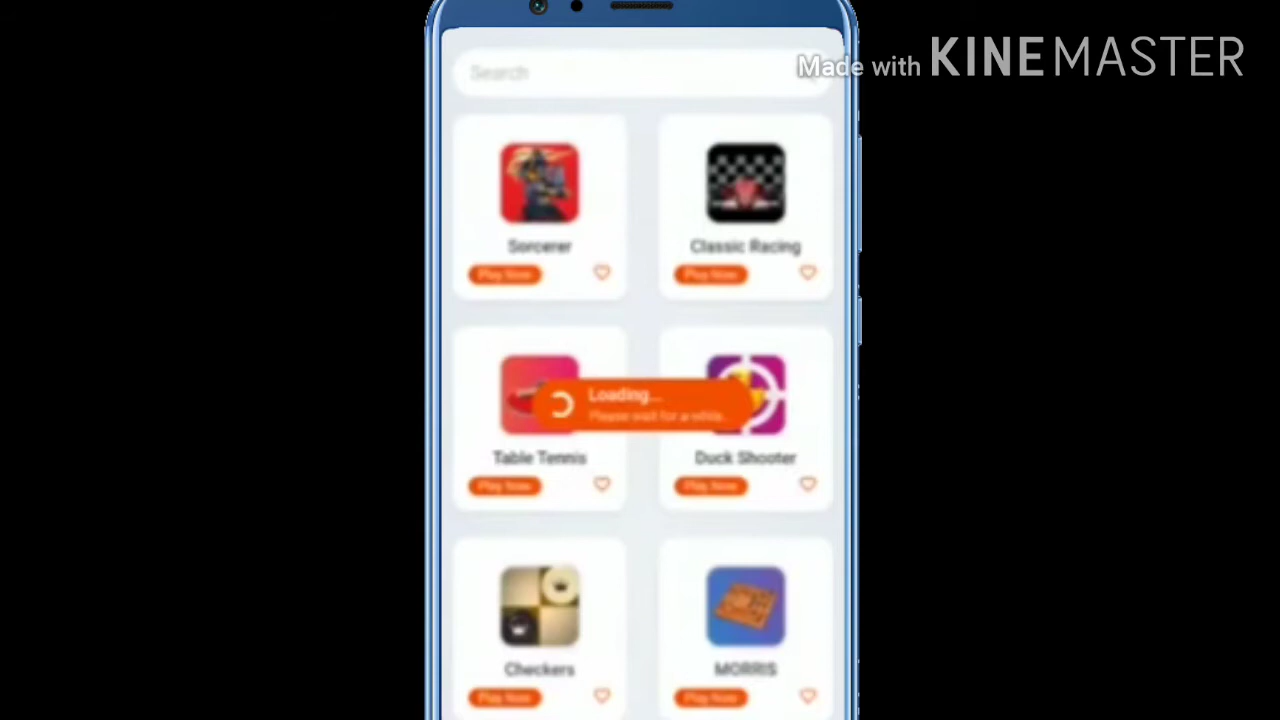 Made with KINEMASTER
Search
Sorcerer
Classic Racing
Play Now
Play Now
Loading...
Please wait for a while...
Table Tennis
Duck Shooter
Play Now
Play Now
Checkers
MORRIS
Play Now
Play Now